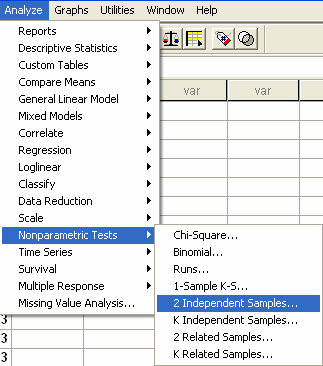 Analyze Graphs Utilities Window Help
Reports
Descriptive Statistics
Custom Tables
Compare Means
General Linear Model
Mixed Models
Correlate
Regression
Loglinear
Classify
Data Reduction
Scale
Nonparametric Tests
Time Series
Survival
Multiple Response
Missing Value Analysis...
var var
Chi-Square...
Binomial...
Runs...
1-Sample K-S...
2 Independent Samples...
K Independent Samples...
2 Related Samples...
K Related Samples...
3
3
3